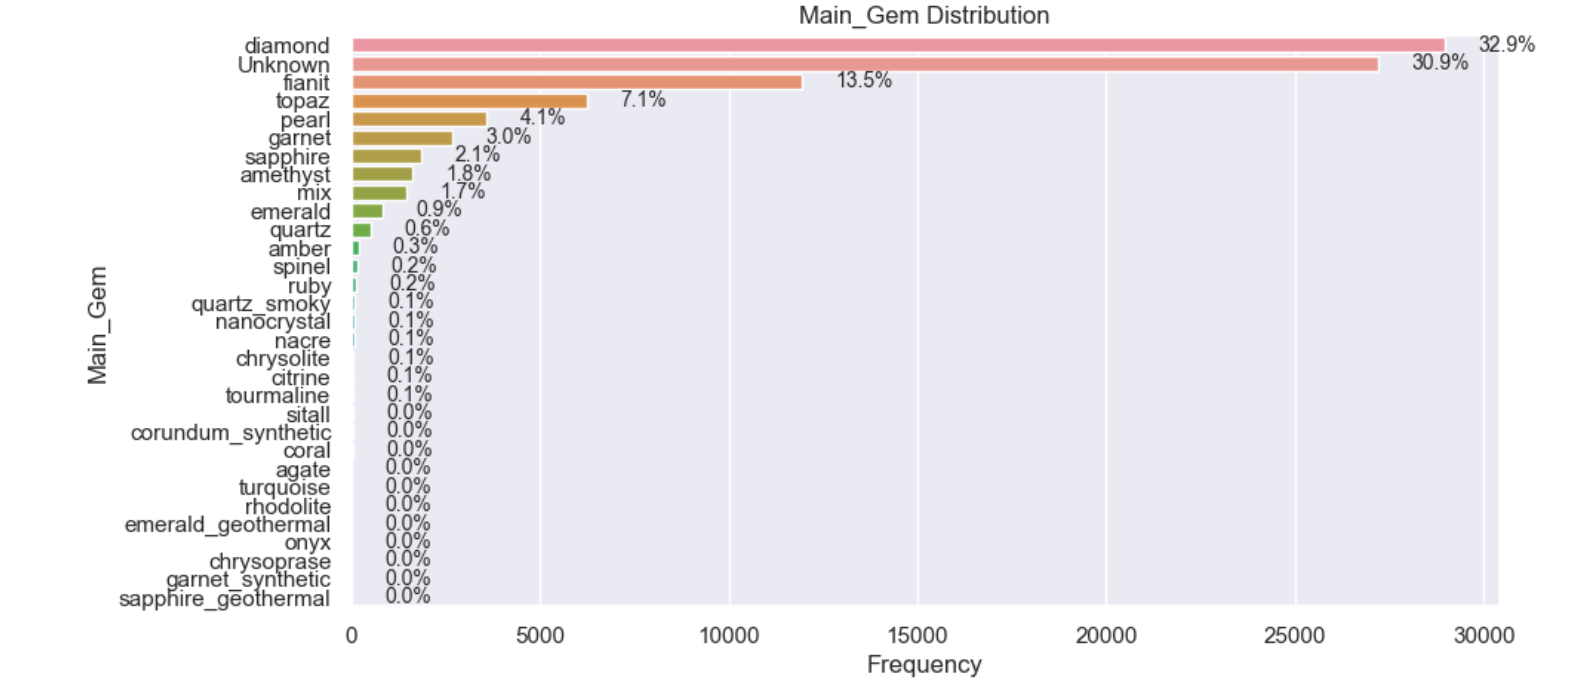 Main_Gem Distribution
diamond 32.9%
Unknown 30.9%
fianit 13.5%
topaz 7.1%
pearl 4.1%
garnet 3.0%
sapphire 2.1%
amethyst 1.8%
mix 1.7%
emerald 0.9%
quartz 0.6%
amber 0.3%
spinel 0.2%
ruby 0.2%
quartz_smoky 0.1%
nanocrystal 0.1%
nacre 0.1%
chrysolite 0.1%
citrine 0.1%
tourmaline 0.1%
sitall 0.0%
corundum_synthetic 0.0%
coral 0.0%
agate 0.0%
turquoise 0.0%
rhodolite 0.0%
emerald_geothermal 0.0%
onyx 0.0%
chrysoprase 0.0%
garnet_synthetic 0.0%
sapphire_geothermal 0.0%
Main_Gem
0 5000 10000 15000 20000 25000 30000
Frequency